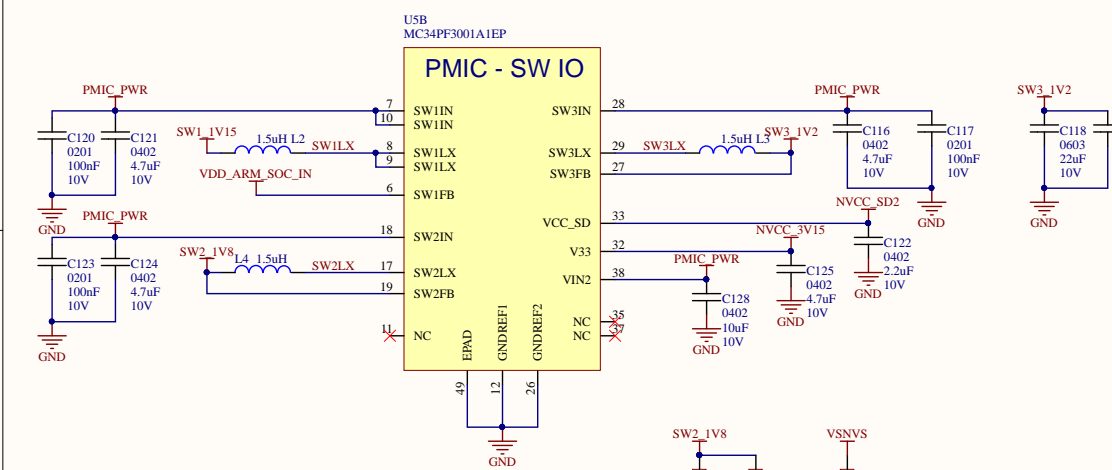 U5B
MC34PF3001A1EP
PMIC - SW IO
PMIC_PWR
7 SW1IN
10 SW1IN
C120
0201
100nF
10V
C121
0402
4.7uF
10V
GND
SW1_1V15
1.5uH L2
SW1LX
8 SW1LX
9 SW1LX
VDD_ARM_SOC_IN
6 SW1FB
PMIC_PWR
18 SW2IN
C123
0201
100nF
10V
C124
0402
4.7uF
10V
GND
SW2_1V8
L4 1.5uH
SW2LX
17 SW2LX
19 SW2FB
11 NC
EPAD
GNDREF1
GNDREF2
49
12
26
GND
SW3IN 28
PMIC_PWR
C116
0402
4.7uF
10V
C117
0201
100nF
10V
GND
SW3_1V2
C118
0603
22uF
10V
GND
SW3LX 29
SW3LX
1.5uH L3
SW3_1V2
SW3FB 27
VCC_SD 33
NVCC_SD2
C122
0402
2.2uF
10V
GND
V33 32
NVCC_3V15
C125
0402
4.7uF
10V
GND
VIN2 38
PMIC_PWR
C128
0402
10uF
10V
GND
NC 35
NC 37
SW2_1V8
VSNVS